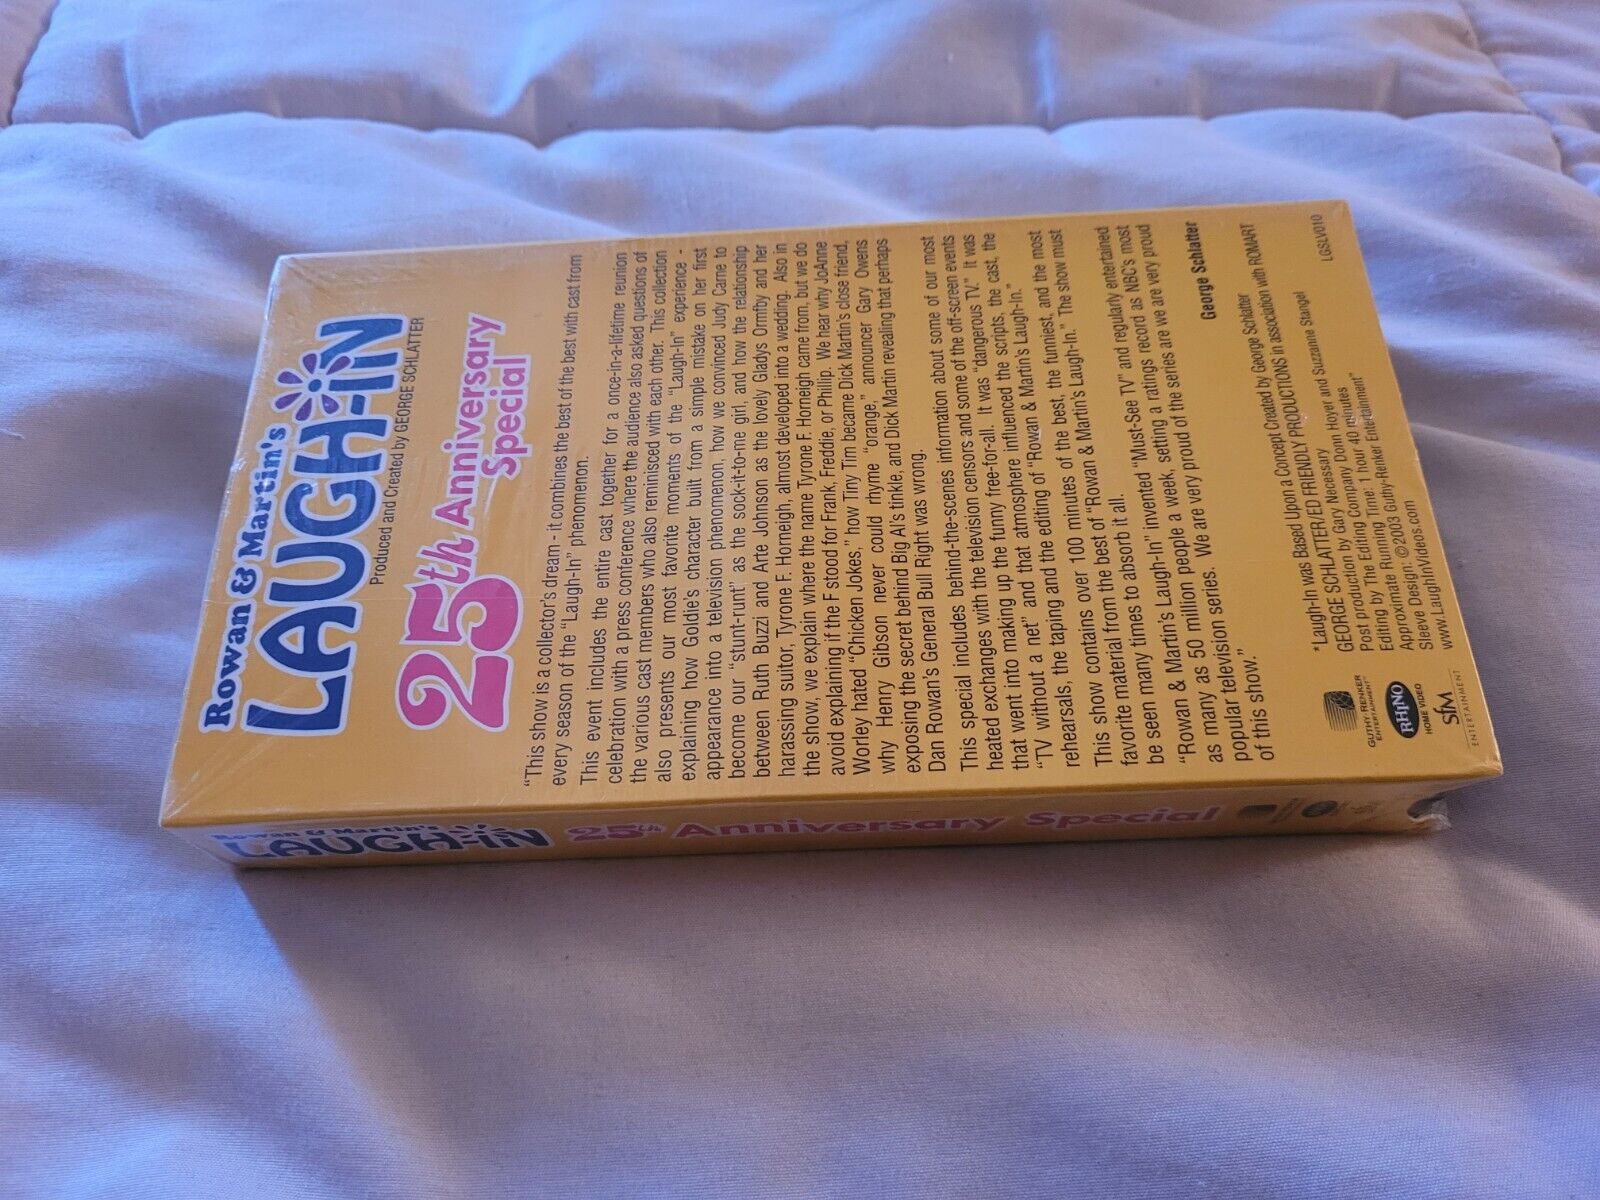 Rowan & Martin's
LAUGH-IN
Produced and Created by GEORGE SCHLATTER
25th Anniversary
Special
"This show is a collector's dream - it combines the best of the best with cast from
every season of the "Laugh-In" phenomenon.
This event includes the entire cast together for a once-in-a-lifetime reunion
celebration with a press conference where the audience also asked questions of
the various cast members who also reminisced with each other. This collection
also presents our most favorite moments of the "Laugh-In" experience -
explaining how Goldie's character built from a simple mistake on her first
appearance into a television phenomenon, how we convinced Judy Carne to
become our "stunt-runt" as the sock-it-to-me girl, and how the relationship
between Ruth Buzzi and Arte Johnson as the lovely Gladys Ormfby and her
harassing suitor, Tyrone F. Horneigh, almost developed into a wedding. Also in
the show, we explain where the name Tyrone F. Horneigh came from, but we do
avoid explaining if the F stood for Frank, Freddie, or Phillip. We hear why JoAnne
Worley hated "Chicken Jokes," how Tiny Tim became Dick Martin's close friend,
why Henry Gibson never could rhyme "orange," announcer Gary Owens
exposing the secret behind Big Al's tinkle, and Dick Martin revealing that perhaps
Dan Rowan's General Bull Right was wrong.
This special includes behind-the-scenes information about some of our most
heated exchanges with the television censors and some of the off-screen events
that went into making up the funny free-for-all. It was "dangerous TV." It was
"TV without a net" and that atmosphere influenced the scripts, the cast, the
rehearsals, the taping and the editing of "Rowan & Martin's Laugh-In."
This show contains over 100 minutes of the best, the funniest, and the most
favorite material from the best of "Rowan & Martin's Laugh-In." The show must
be seen many times to absorb it all.
"Rowan & Martin's Laugh-In" invented "Must-See TV" and regularly entertained
as many as 50 million people a week, setting a ratings record as NBC's most
popular television series. We are very proud of the series are we are very proud
of this show."
George Schlatter
*Laugh-In was Based Upon a Concept Created by George Schlatter
GEORGE SCHLATTER/ED FRIENDLY PRODUCTIONS in association with ROMART
Post production by Gary Necessary
Editing by The Editing Company Donn Hoyer and Suzzanne Stangel
Approximate Running Time: 1 hour 40 minutes
Sleeve Design: ©2003 Guthy-Renker Entertainment"
www.LaughInVideos.com
LGSLV010
GUTHY-RENKER
ENTERTAINMENT
RHINO
HOME VIDEO
SFM
ENTERTAINMENT
Rowan & Martin's
LAUGH-IN
25th Anniversary Special